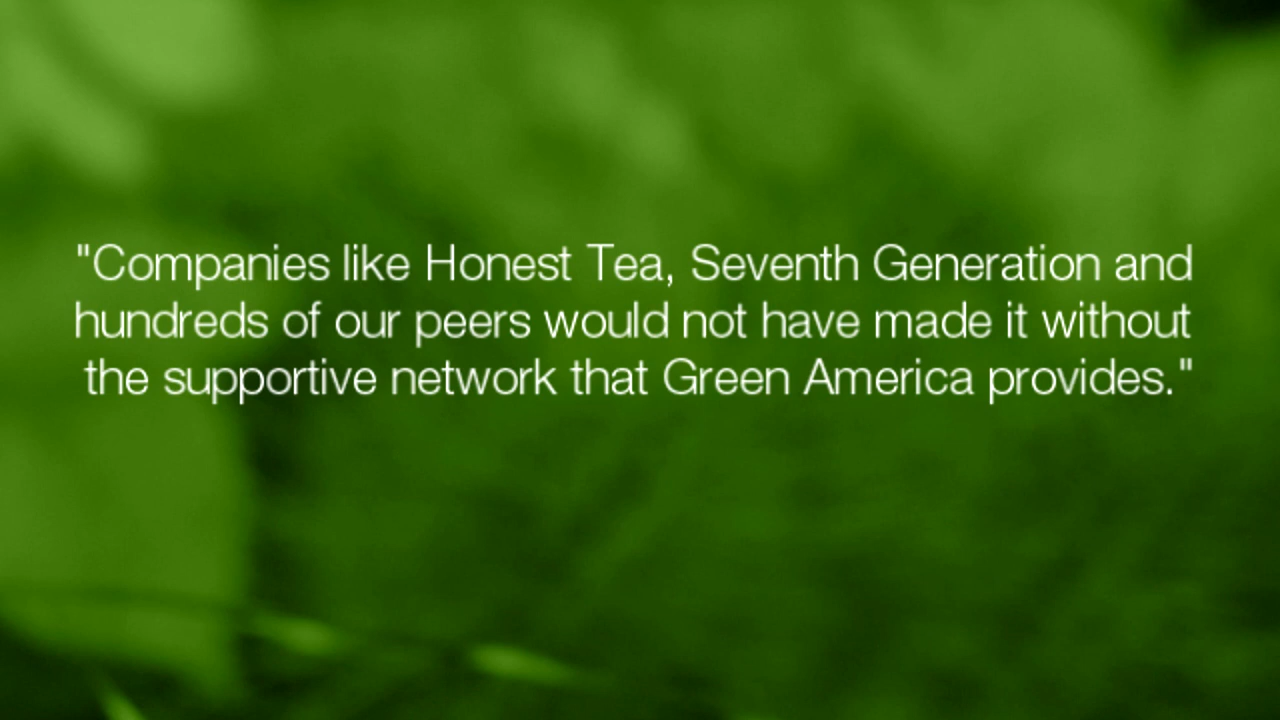 "Companies like Honest Tea, Seventh Generation and
hundreds of our peers would not have made it without
the supportive network that Green America provides."